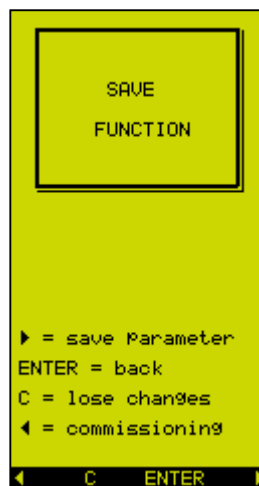 SAVE
FUNCTION
▶ = save Parameter
ENTER = back
C = lose changes
◀ = commissioning
◀ C ENTER ▶